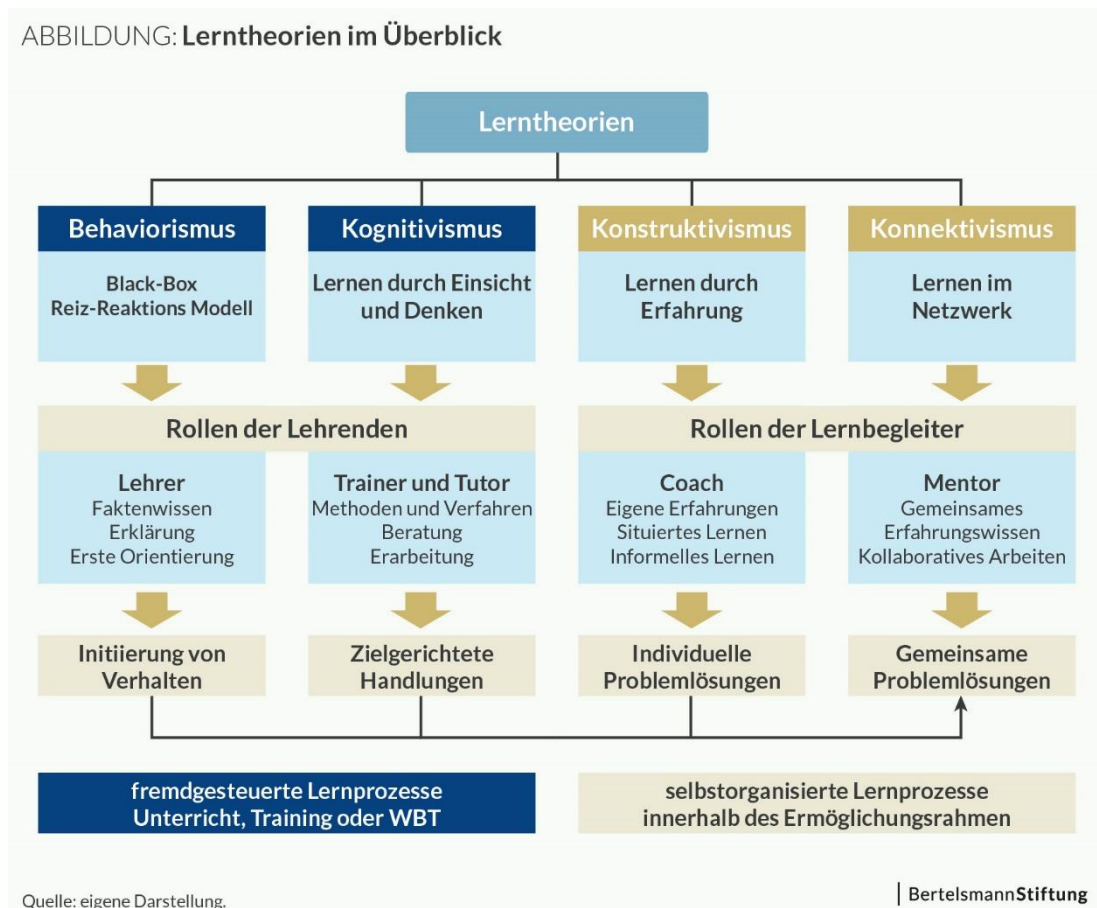 ABBILDUNG: Lerntheorien im Überblick
Lerntheorien
Behaviorismus
Black-Box
Reiz-Reaktions Modell
Kognitivismus
Lernen durch Einsicht
und Denken
Konstruktivismus
Lernen durch
Erfahrung
Konnektivismus
Lernen im
Netzwerk
Rollen der Lehrenden
Lehrer
Faktenwissen
Erklärung
Erste Orientierung
Trainer und Tutor
Methoden und Verfahren
Beratung
Erarbeitung
Rollen der Lernbegleiter
Coach
Eigene Erfahrungen
Situiertes Lernen
Informelles Lernen
Mentor
Gemeinsames
Erfahrungswissen
Kollaboratives Arbeiten
Initiierung von
Verhalten
Zielgerichtete
Handlungen
Individuelle
Problemlösungen
Gemeinsame
Problemlösungen
fremdgesteuerte Lernprozesse
Unterricht, Training oder WBT
selbstorganisierte Lernprozesse
innerhalb des Ermöglichungsrahmen
Quelle: eigene Darstellung.
BertelsmannStiftung